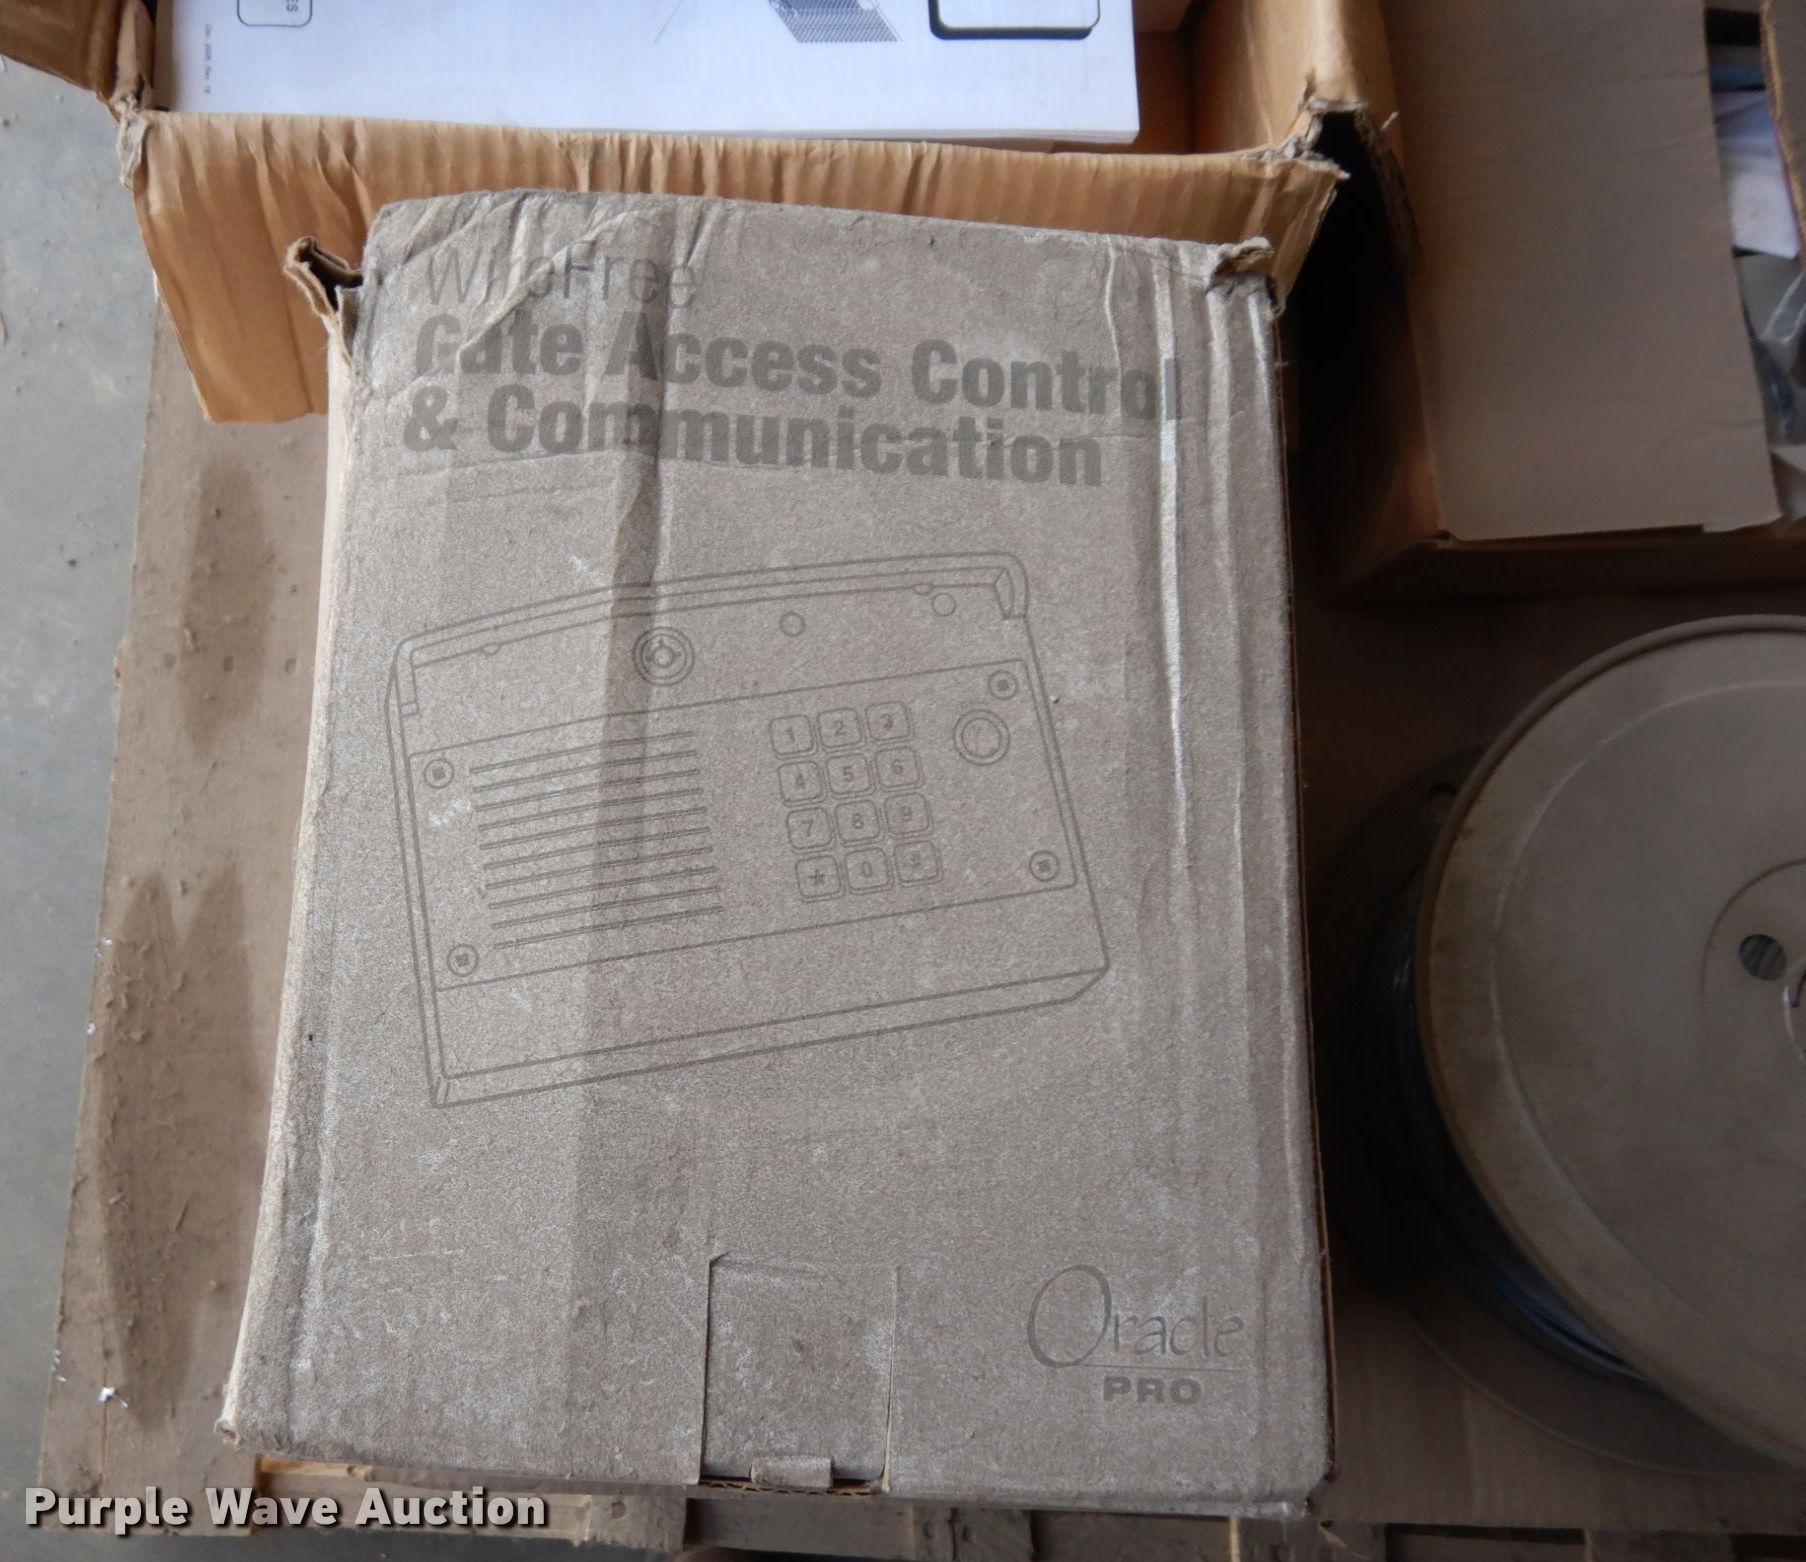 WireFree
Gate Access Control
& Communication
1 2 3
4 5 6
7 8 9
* 0 #
Oracle
PRO
Purple Wave Auction